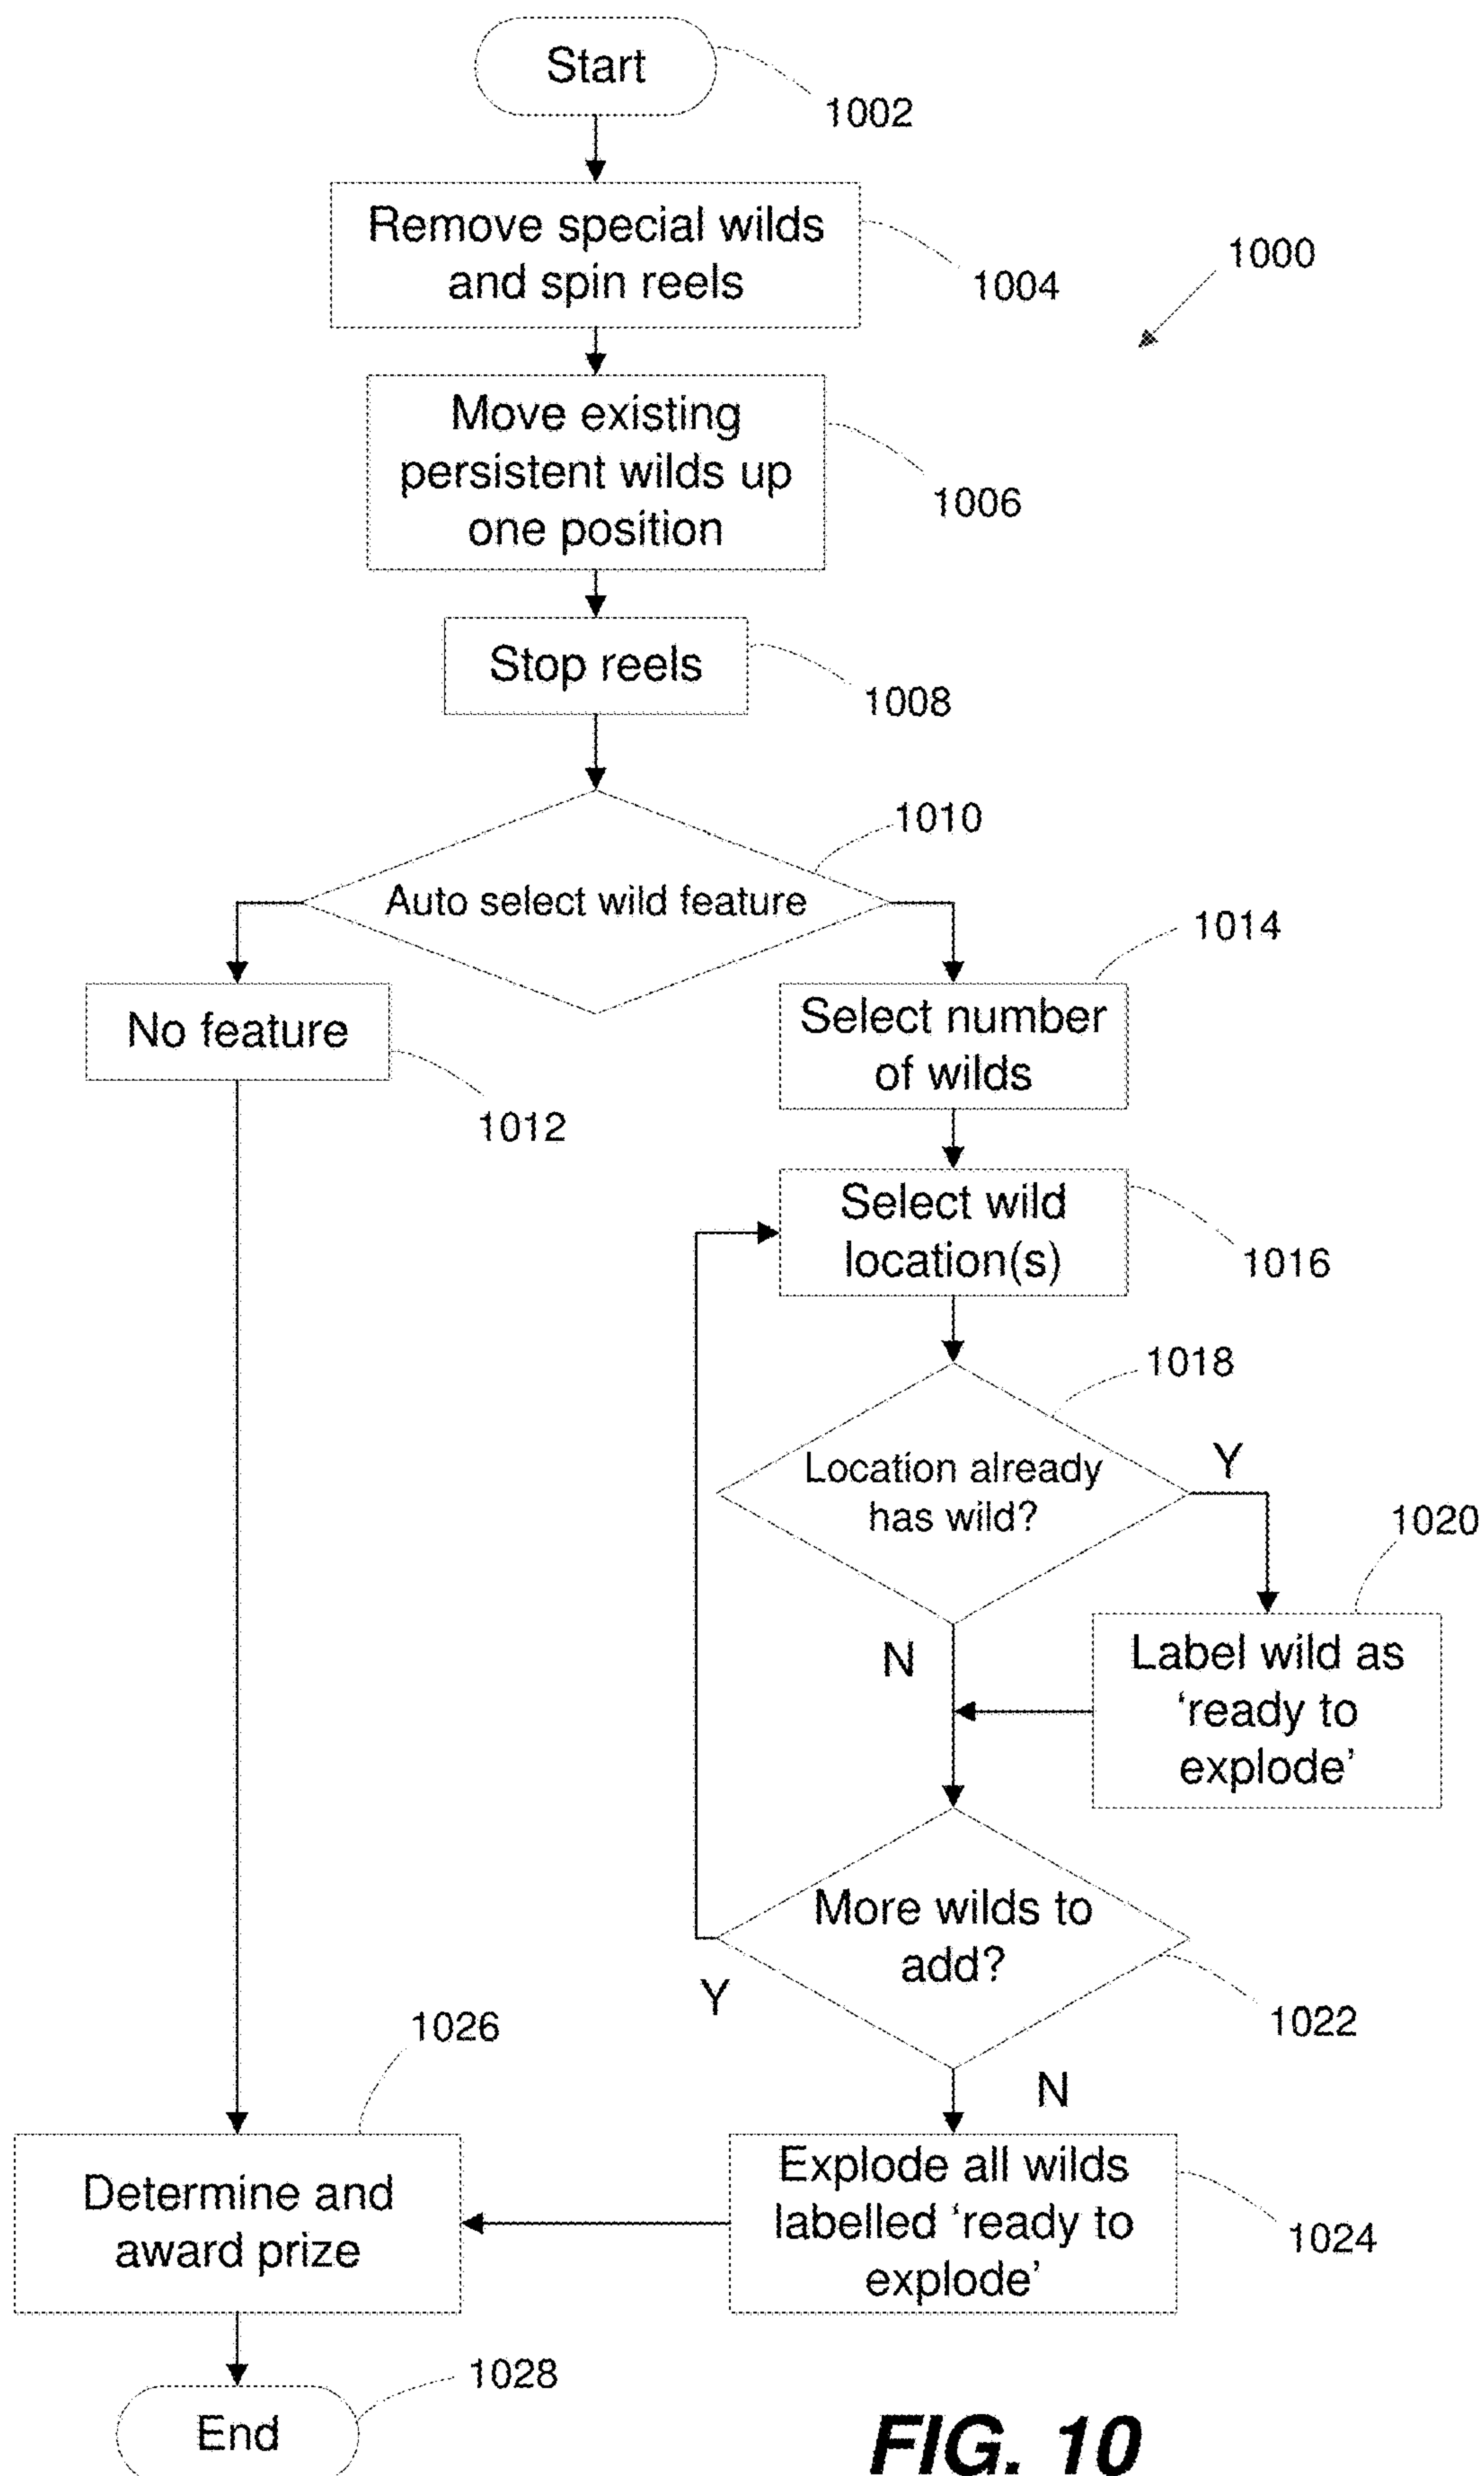 Start
1002
Remove special wilds
and spin reels
1004
1000
Move existing
persistent wilds up
one position
1006
Stop reels
1008
1010
Auto select wild feature
1014
No feature
1012
Select number
of wilds
Select wild
location(s)
1016
1018
Location already
has wild?
Y
1020
N
Label wild as
‘ready to
explode’
More wilds to
add?
Y
1022
1026
N
Determine and
award prize
Explode all wilds
labelled ‘ready to
explode’
1024
1028
End
FIG. 10